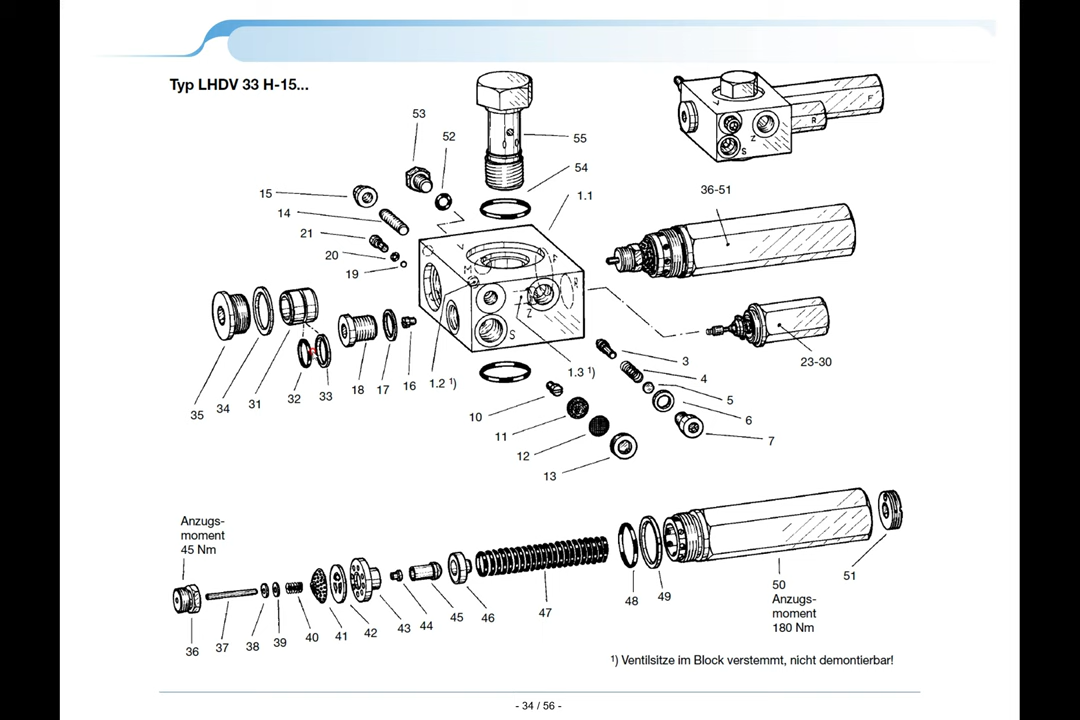 Typ LHDV 33 H-15...
53
52
55
54
1.1
15
14
21
20
19
36-51
F
R
Z
S
V
M
F
R
Z
S
23-30
35
34
31
32
33
18
17
16
1.2 ¹)
1.3 ¹)
3
4
5
6
7
10
11
12
13
Anzugs-
moment
45 Nm
36
37
38
39
40
41
42
43
44
45
46
47
48
49
50
Anzugs-
moment
180 Nm
51
¹) Ventilsitze im Block verstemmt, nicht demontierbar!
- 34 / 56 -